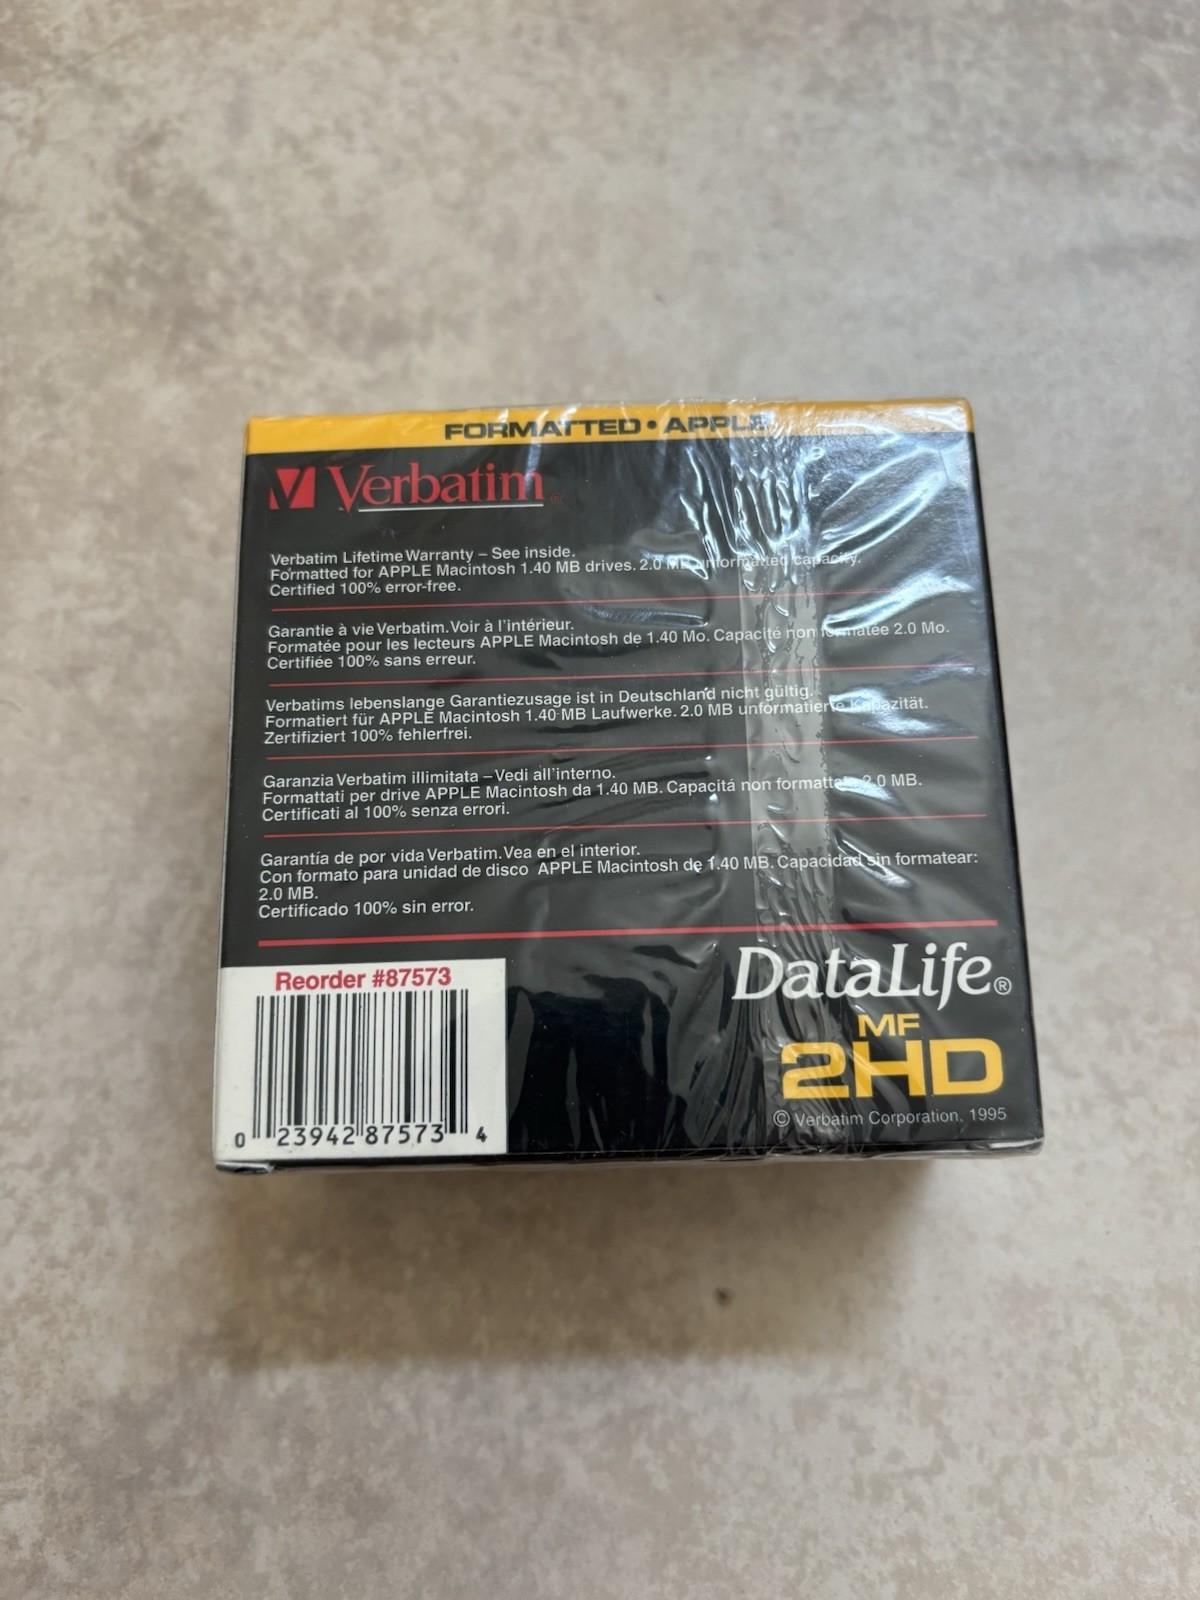 FORMATTED • APPLE
Verbatim®
Verbatim Lifetime Warranty – See inside.
Formatted for APPLE Macintosh 1.40 MB drives. 2.0 MB unformatted capacity.
Certified 100% error-free.
Garantie à vie Verbatim. Voir à l'intérieur.
Formatée pour les lecteurs APPLE Macintosh de 1.40 Mo. Capacité non formatée 2.0 Mo.
Certifiée 100% sans erreur.
Verbatims lebenslange Garantiezusage ist in Deutschland nicht gültig.
Formatiert für APPLE Macintosh 1.40 MB Laufwerke. 2.0 MB unformatierte Kapazität.
Zertifiziert 100% fehlerfrei.
Garanzia Verbatim illimitata – Vedi all'interno.
Formattati per drive APPLE Macintosh da 1.40 MB. Capacitá non formattata 2.0 MB.
Certificati al 100% senza errori.
Garantía de por vida Verbatim. Vea en el interior.
Con formato para unidad de disco APPLE Macintosh de 1.40 MB. Capacidad sin formatear:
2.0 MB.
Certificado 100% sin error.
Reorder #87573
0 23942 87573 4
DataLife®
MF
2HD
© Verbatim Corporation, 1995